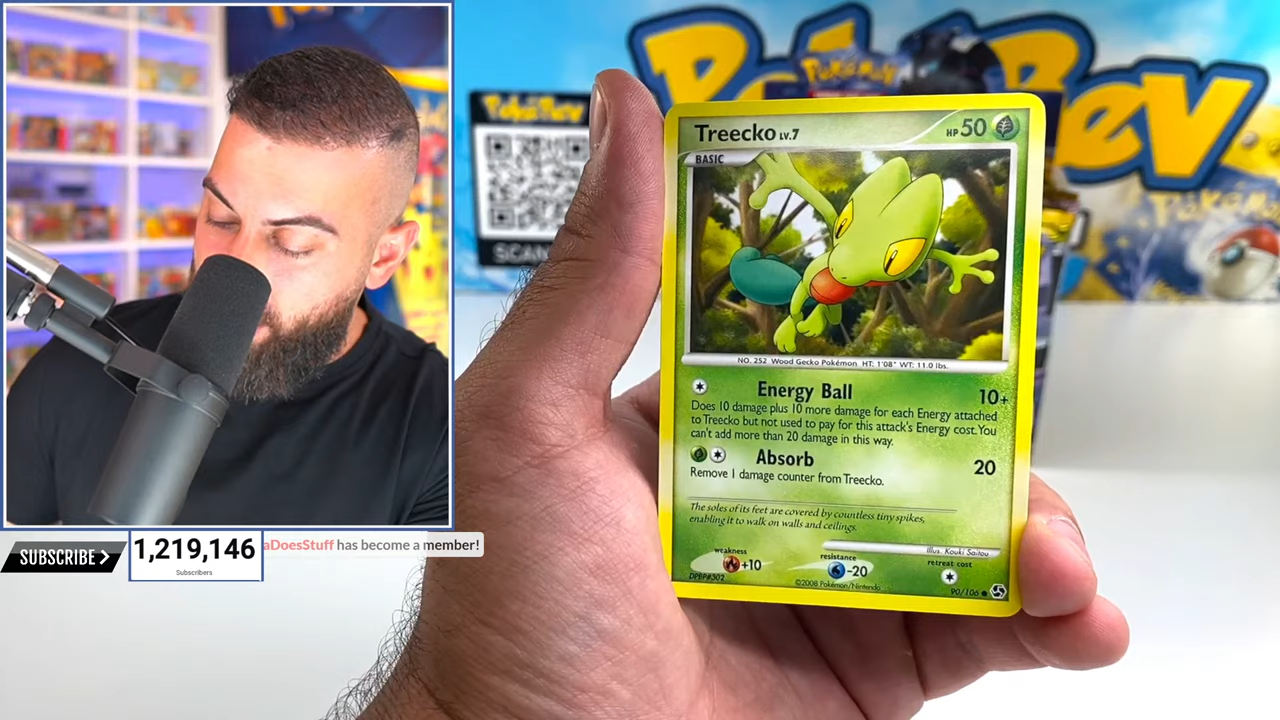 PokéRev
Pokémon
PokéRev
SCAN
Pokémon
Treecko LV.7
HP 50
BASIC
NO. 252 Wood Gecko Pokémon HT: 1'08" WT: 11.0 lbs.
Energy Ball 10+
Does 10 damage plus 10 more damage for each Energy attached
to Treecko but not used to pay for this attack's Energy cost. You
can't add more than 20 damage in this way.
Absorb 20
Remove 1 damage counter from Treecko.
The soles of its feet are covered by countless tiny spikes,
enabling it to walk on walls and ceilings.
Illus. Kouki Saitou
weakness
+10
resistance
-20
retreat cost
DPBP#302
©2008 Pokémon/Nintendo
90/106
SUBSCRIBE >
1,219,146
Subscribers
aDoesStuff has become a member!